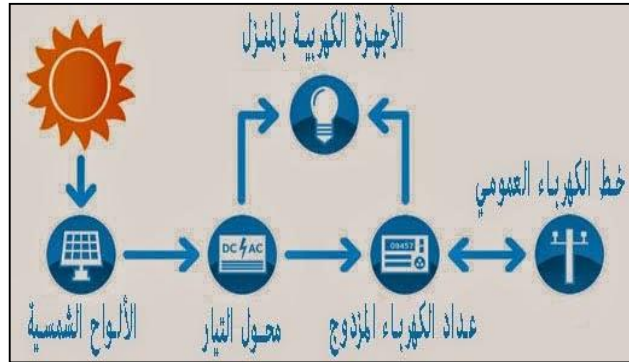 الأجهزة الكهربية بالمنزل
خط الكهرباء العمومي
DC AC
09457
الألواح الشمسية
محول التيار
عداد الكهرباء المزدوج